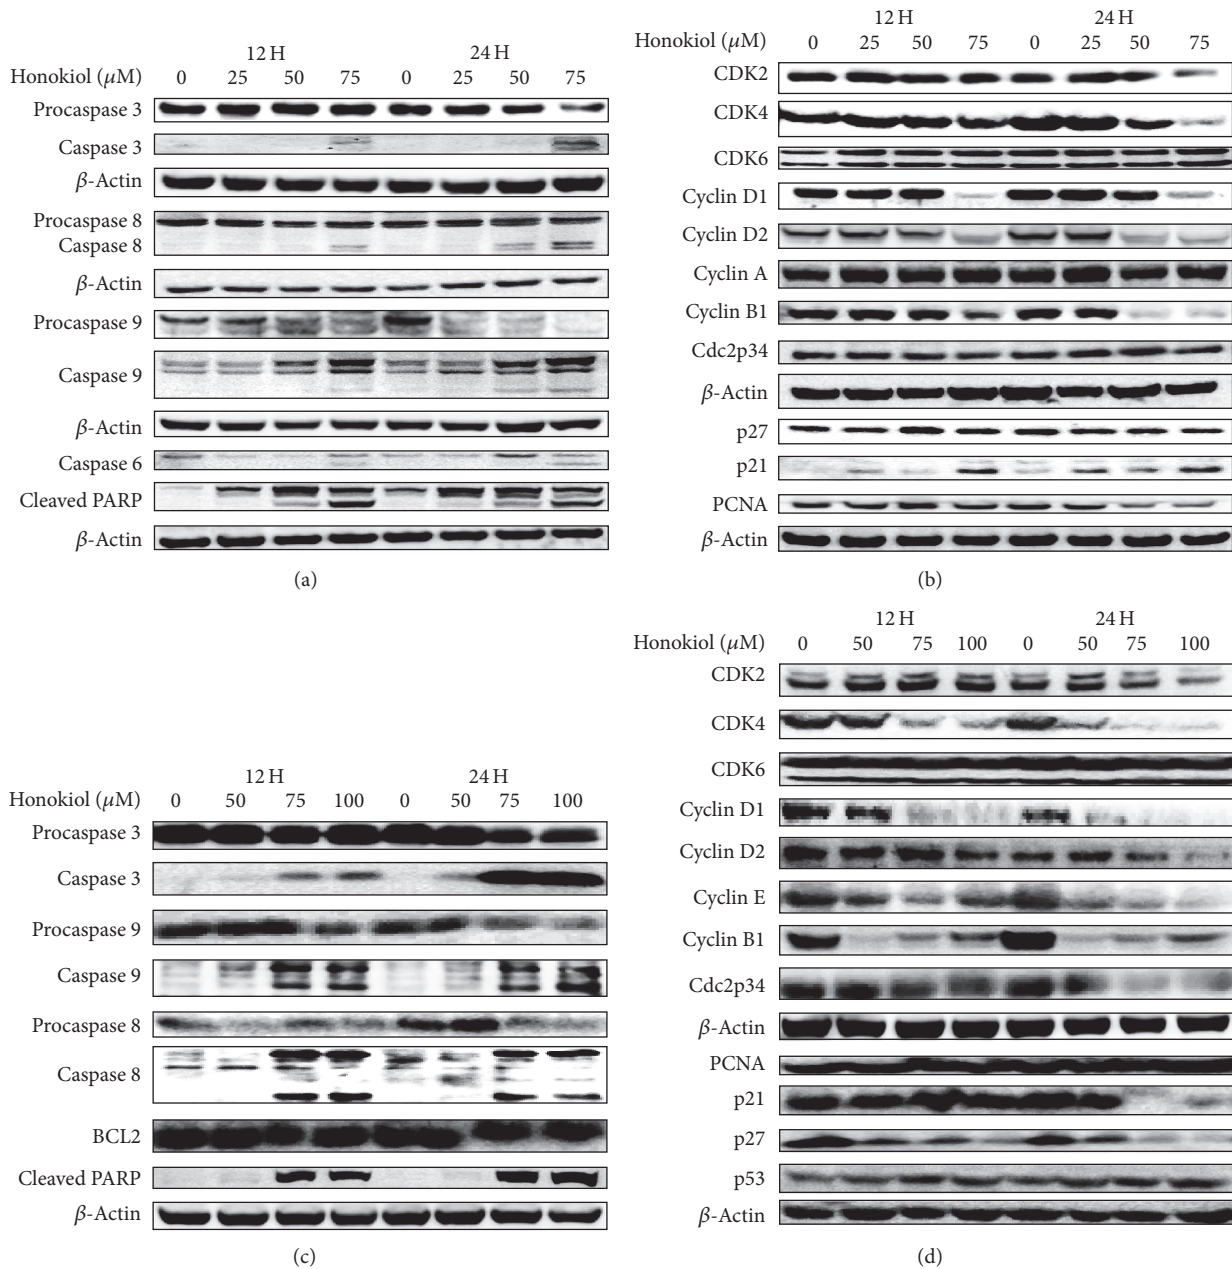 12 H 24 H
Honokiol (μM) 0 25 50 75 0 25 50 75
Procaspase 3
Caspase 3
β-Actin
Procaspase 8
Caspase 8
β-Actin
Procaspase 9
Caspase 9
β-Actin
Caspase 6
Cleaved PARP
β-Actin
(a)
12 H 24 H
Honokiol (μM) 0 25 50 75 0 25 50 75
CDK2
CDK4
CDK6
Cyclin D1
Cyclin D2
Cyclin A
Cyclin B1
Cdc2p34
β-Actin
p27
p21
PCNA
β-Actin
(b)
12 H 24 H
Honokiol (μM) 0 50 75 100 0 50 75 100
Procaspase 3
Caspase 3
Procaspase 9
Caspase 9
Procaspase 8
Caspase 8
BCL2
Cleaved PARP
β-Actin
(c)
12 H 24 H
Honokiol (μM) 0 50 75 100 0 50 75 100
CDK2
CDK4
CDK6
Cyclin D1
Cyclin D2
Cyclin E
Cyclin B1
Cdc2p34
β-Actin
PCNA
p21
p27
p53
β-Actin
(d)